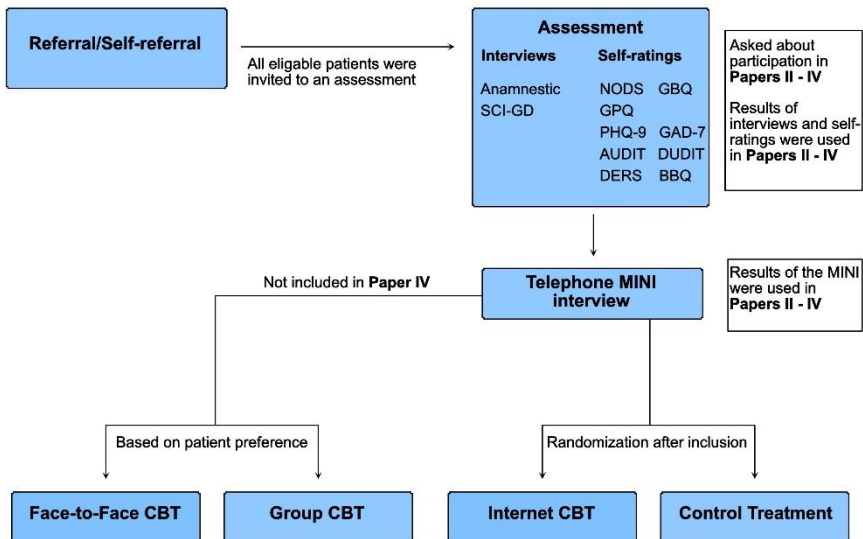 Referral/Self-referral
All eligable patients were
invited to an assessment
Assessment
Interviews
Self-ratings
Anamnestic
SCI-GD
NODS GBQ
GPQ
PHQ-9 GAD-7
AUDIT DUDIT
DERS BBQ
Asked about
participation in
Papers II - IV
Results of
interviews and self-
ratings were used
in Papers II - IV
Not included in Paper IV
Telephone MINI
interview
Results of the MINI
were used in
Papers II - IV
Based on patient preference
Randomization after inclusion
Face-to-Face CBT
Group CBT
Internet CBT
Control Treatment